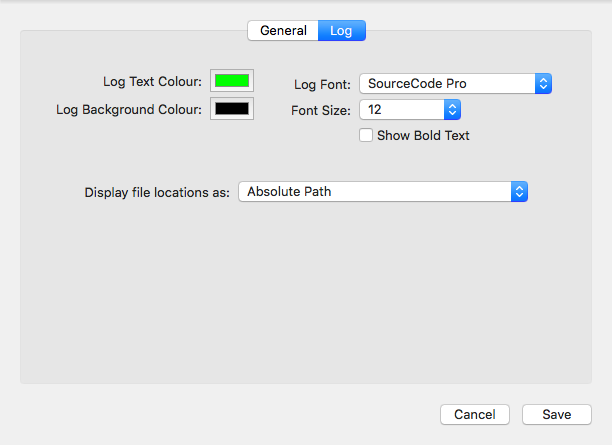 General Log
Log Text Colour: Log Font: SourceCode Pro
Log Background Colour: Font Size: 12
Show Bold Text
Display file locations as: Absolute Path
Cancel Save